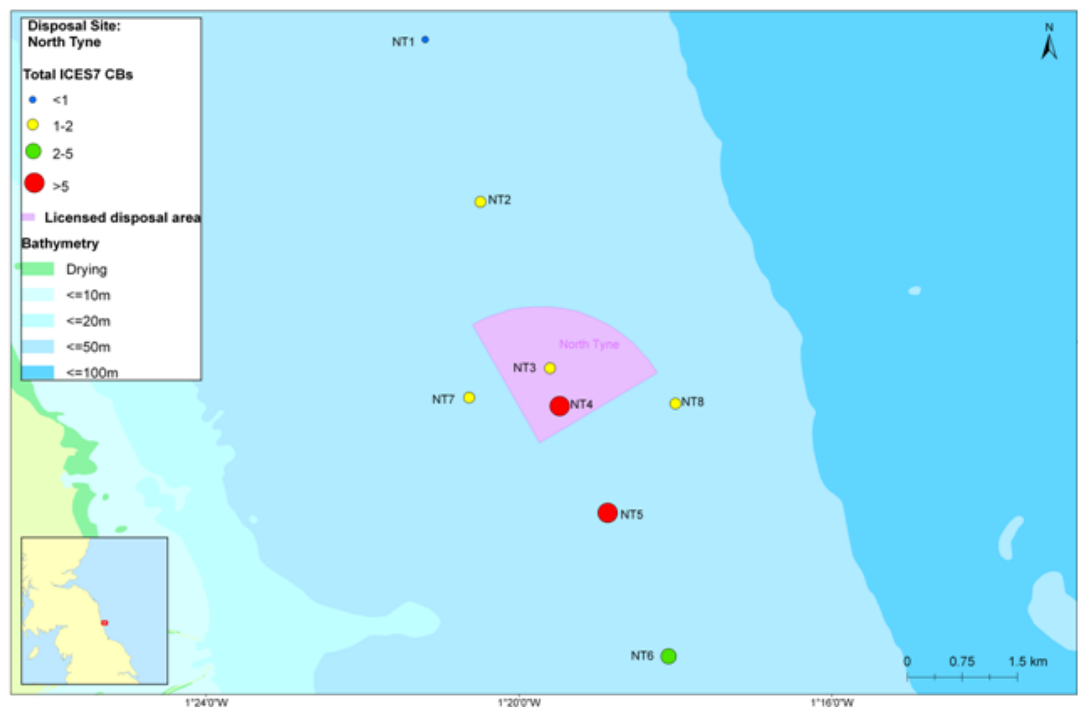 Disposal Site:
North Tyne
Total ICES7 CBs
<1
1-2
2-5
>5
Licensed disposal area
Bathymetry
Drying
<=10m
<=20m
<=50m
<=100m
N
NT1
NT2
North Tyne
NT3
NT7
NT4
NT8
NT5
NT6
0 0.75 1.5 km
1°24'0"W 1°20'0"W 1°16'0"W